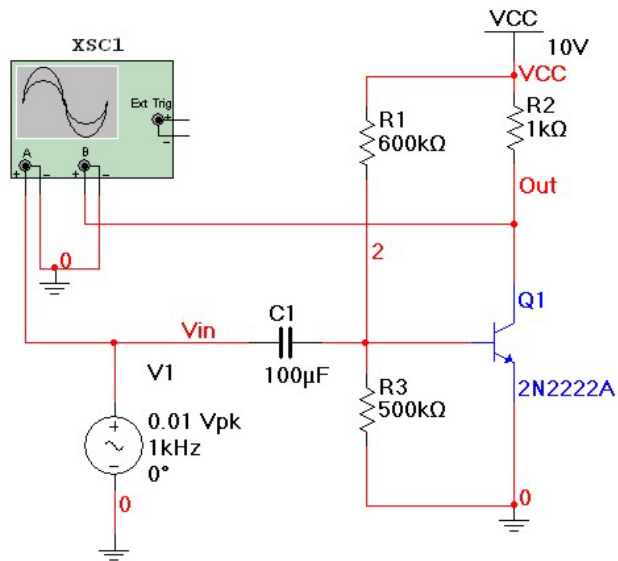 XSC1
Ext Trig
+
−
A
B
+
−
+
−
0
VCC
10V
VCC
R1
600kΩ
R2
1kΩ
Out
2
Q1
2N2222A
C1
100µF
Vin
V1
0.01 Vpk
1kHz
0°
+
−
0
R3
500kΩ
0